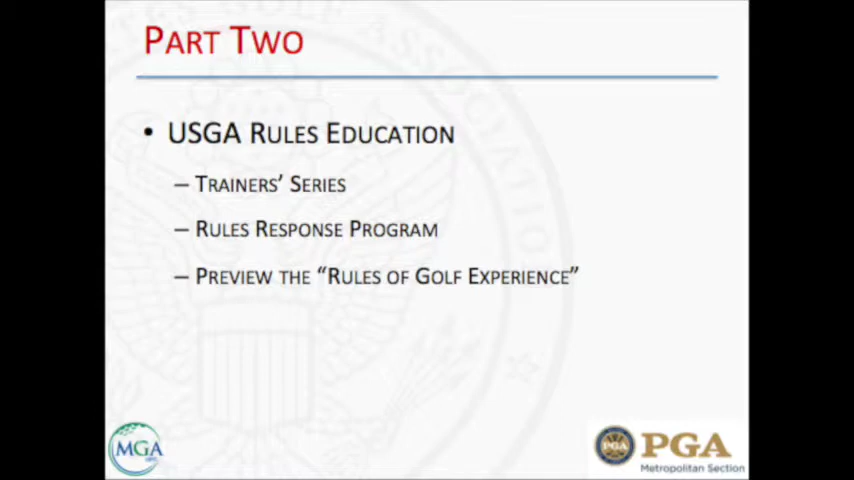 PART TWO
• USGA RULES EDUCATION
– TRAINERS' SERIES
– RULES RESPONSE PROGRAM
– PREVIEW THE “RULES OF GOLF EXPERIENCE”
MGA
PGA
Metropolitan Section